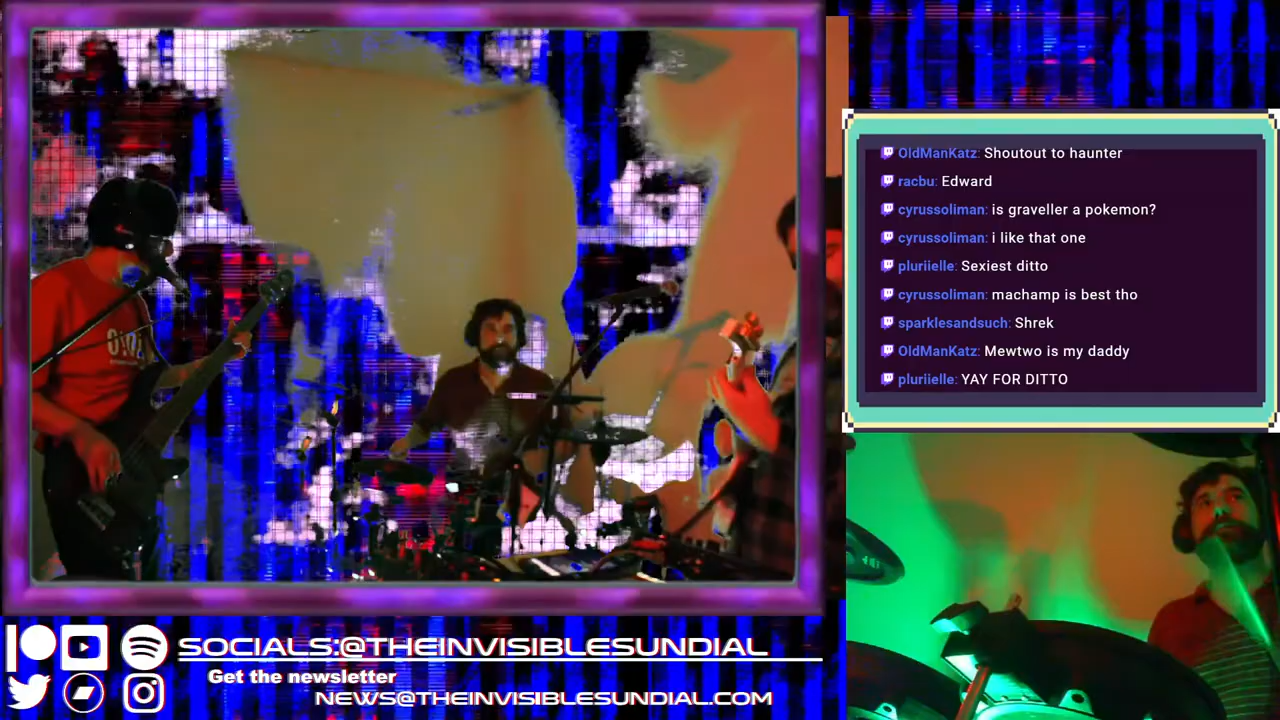 OldManKatz: Shoutout to haunter
racbu: Edward
cyrussoliman: is graveller a pokemon?
cyrussoliman: i like that one
pluriielle: Sexiest ditto
cyrussoliman: machamp is best tho
sparklesandsuch: Shrek
OldManKatz: Mewtwo is my daddy
pluriielle: YAY FOR DITTO
SOCIALS:@THEINVISIBLESUNDIAL
Get the newsletter
NEWS@THEINVISIBLESUNDIAL.COM